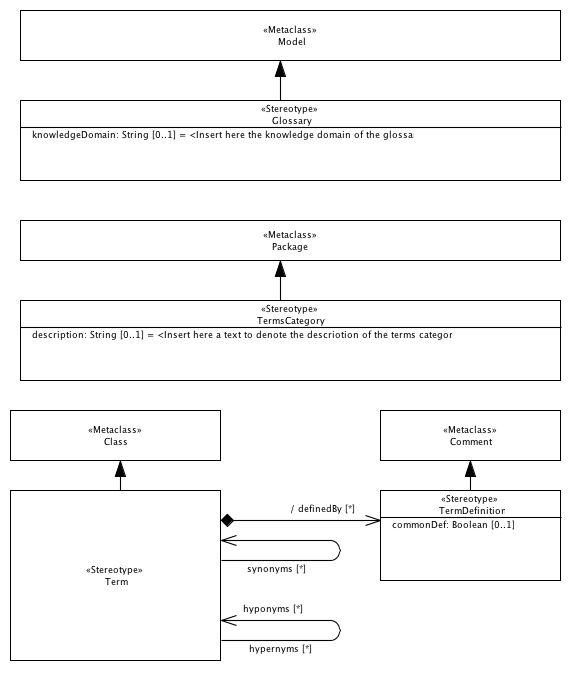 «Metaclass»
Model
«Stereotype»
Glossary
knowledgeDomain: String [0..1] = <Insert here the knowledge domain of the glossa
«Metaclass»
Package
«Stereotype»
TermsCategory
description: String [0..1] = <Insert here a text to denote the descriotion of the terms categor
«Metaclass»
Class
«Metaclass»
Comment
«Stereotype»
Term
/ definedBy [*]
«Stereotype»
TermDefinition
commonDef: Boolean [0..1]
synonyms [*]
hyponyms [*]
hypernyms [*]